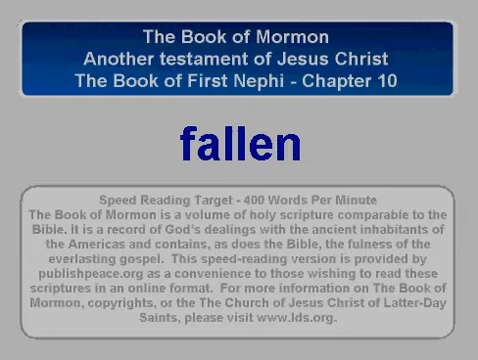 The Book of Mormon
Another testament of Jesus Christ
The Book of First Nephi - Chapter 10
fallen
Speed Reading Target - 400 Words Per Minute
The Book of Mormon is a volume of holy scripture comparable to the
Bible. It is a record of God's dealings with the ancient inhabitants of
the Americas and contains, as does the Bible, the fulness of the
everlasting gospel. This speed-reading version is provided by
publishpeace.org as a convenience to those wishing to read these
scriptures in an online format. For more information on The Book of
Mormon, copyrights, or the The Church of Jesus Christ of Latter-Day
Saints, please visit www.lds.org.